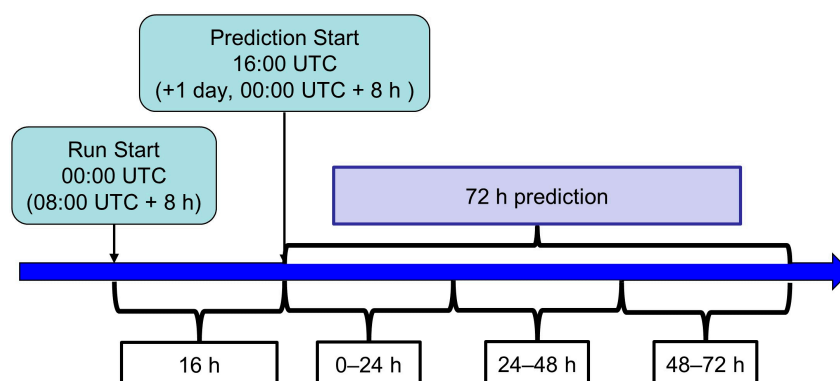 Prediction Start
16:00 UTC
(+1 day, 00:00 UTC + 8 h )
Run Start
00:00 UTC
(08:00 UTC + 8 h)
72 h prediction
16 h
0–24 h
24–48 h
48–72 h